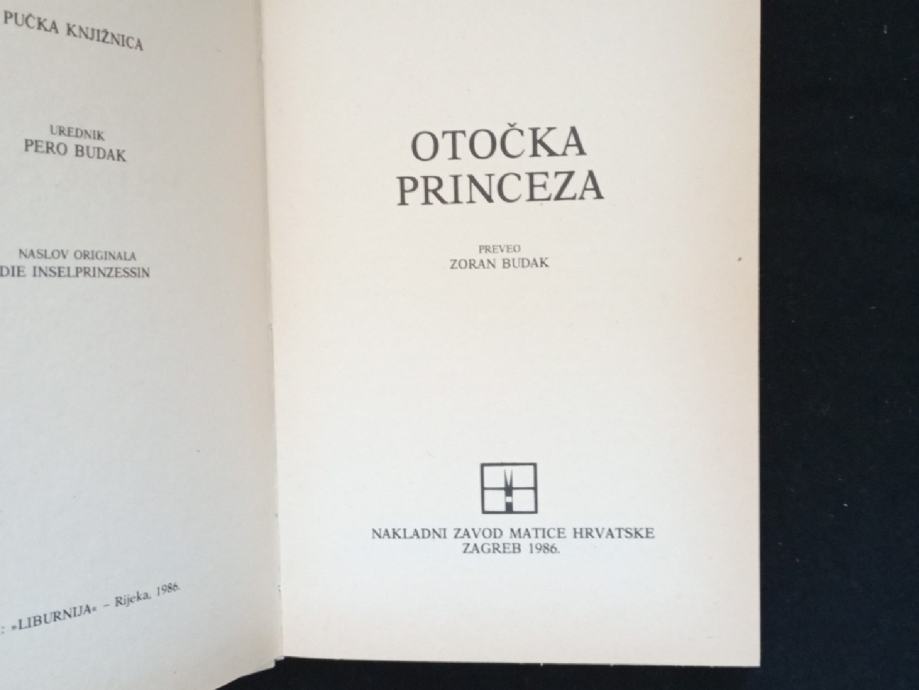 PUČKA KNJIŽNICA
UREDNIK
PERO BUDAK
NASLOV ORIGINALA
DIE INSELPRINZESSIN
: »LIBURNIJA« – Rijeka, 1986.
OTOČKA
PRINCEZA
PREVEO
ZORAN BUDAK
NAKLADNI ZAVOD MATICE HRVATSKE
ZAGREB 1986.